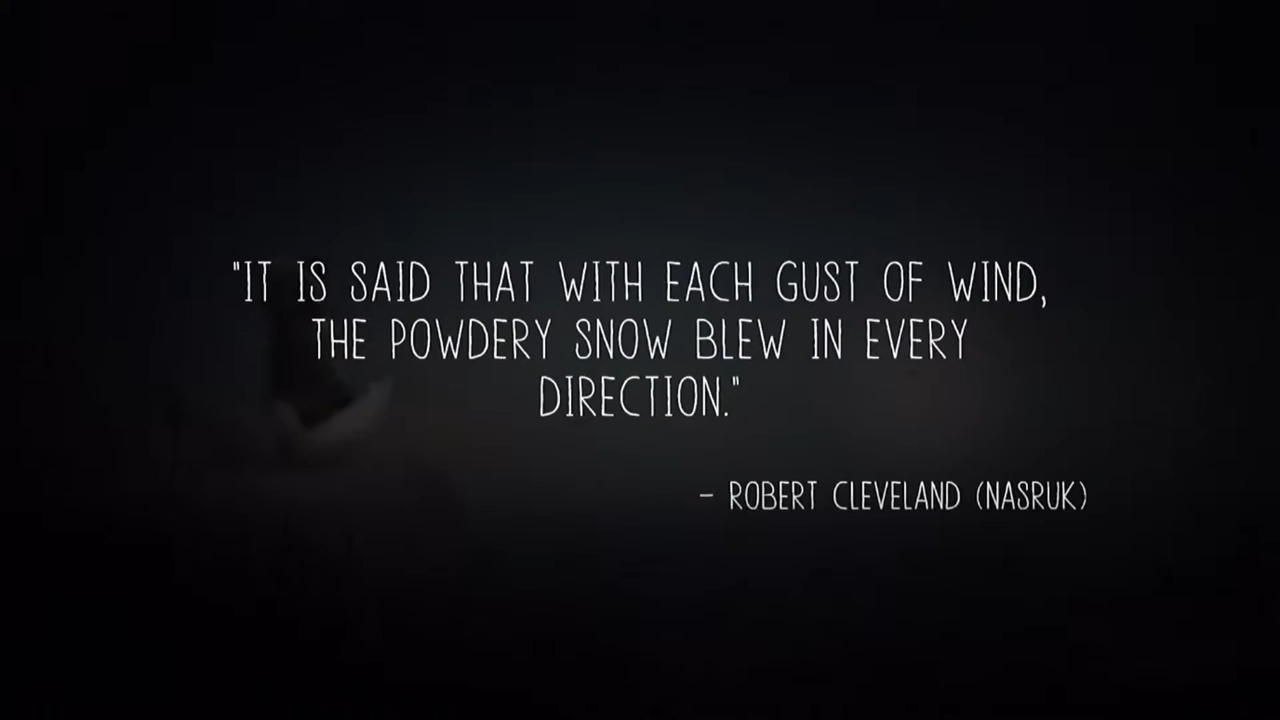 "IT IS SAID THAT WITH EACH GUST OF WIND,
THE POWDERY SNOW BLEW IN EVERY
DIRECTION."
- ROBERT CLEVELAND (NASRUK)